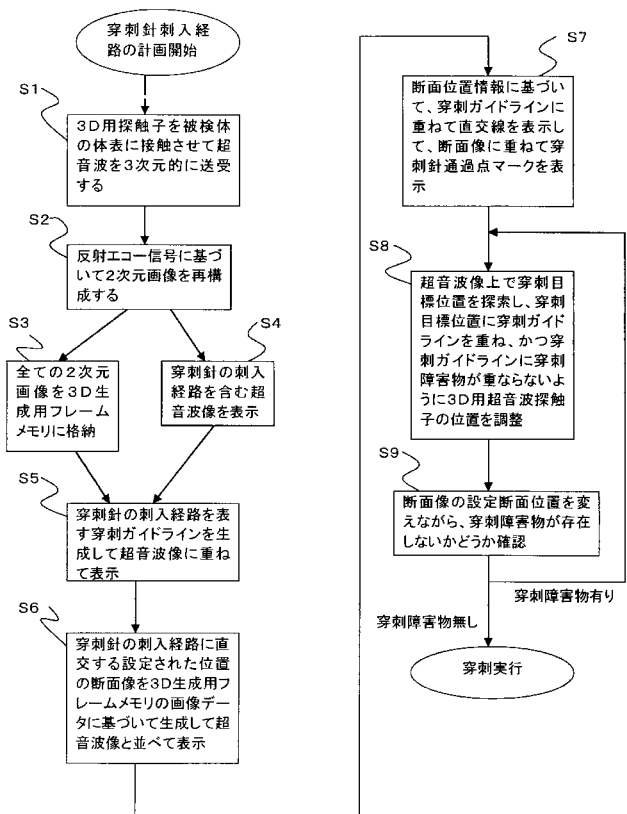 穿刺針刺入経
路の計画開始
S1
3D用探触子を被検体
の体表に接触させて超
音波を3次元的に送受
する
S2
反射エコー信号に基づ
いて2次元画像を再構
成する
S3
全ての2次元
画像を3D生
成用フレーム
メモリに格納
S4
穿刺針の刺入
経路を含む超
音波像を表示
S5
穿刺針の刺入経路を表
す穿刺ガイドラインを生
成して超音波像に重ね
て表示
S6
穿刺針の刺入経路に直
交する設定された位置
の断面像を3D生成用フ
レームメモリの画像デー
タに基づいて生成して超
音波像と並べて表示
S7
断面位置情報に基づい
て、穿刺ガイドラインに
重ねて直交線を表示し
て、断面像に重ねて穿
刺針通過点マークを表
示
S8
超音波像上で穿刺目
標位置を探索し、穿刺
目標位置に穿刺ガイド
ラインを重ね、かつ穿
刺ガイドラインに穿刺
障害物が重ならないよ
うに3D用超音波探触
子の位置を調整
S9
断面像の設定断面位置を変
えながら、穿刺障害物が存在
しないかどうか確認
穿刺障害物有り
穿刺障害物無し
穿刺実行